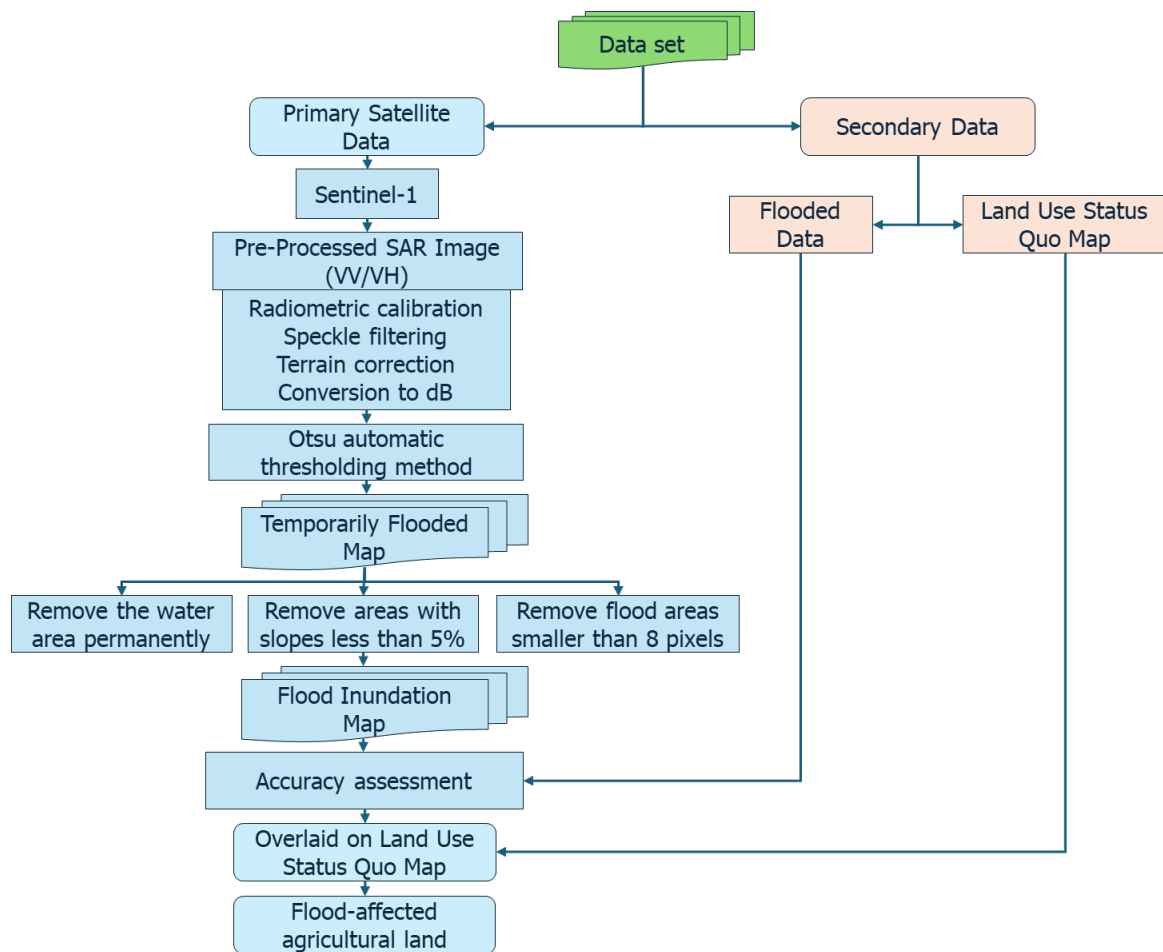 Data set
Primary Satellite
Data
Secondary Data
Sentinel-1
Flooded
Data
Land Use Status
Quo Map
Pre-Processed SAR Image
(VV/VH)
Radiometric calibration
Speckle filtering
Terrain correction
Conversion to dB
Otsu automatic
thresholding method
Temporarily Flooded
Map
Remove the water
area permanently
Remove areas with
slopes less than 5%
Remove flood areas
smaller than 8 pixels
Flood Inundation
Map
Accuracy assessment
Overlaid on Land Use
Status Quo Map
Flood-affected
agricultural land